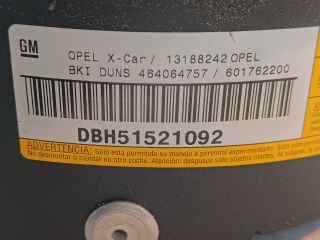 GM
OPEL X-Car/ 13188242 OPEL
BKI DUNS 464064757 / 601762200
DBH51521092
ADVERTENCIA: Sólo está permitido su manejo a personal experimentado.
No desmontar o montar en otro vehículo. Atención: desguace sólo objetos inertes.